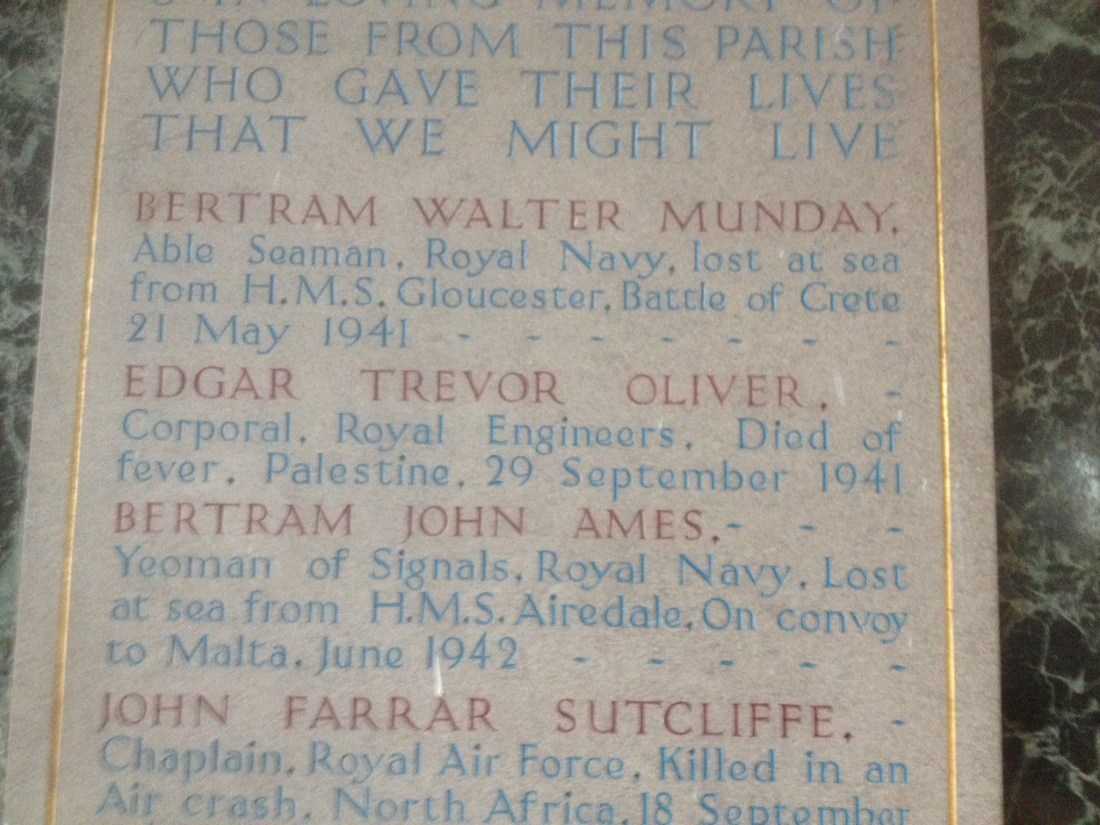 IN LOVING MEMORY OF
THOSE FROM THIS PARISH
WHO GAVE THEIR LIVES
THAT WE MIGHT LIVE
BERTRAM WALTER MUNDAY.
Able Seaman, Royal Navy, lost at sea
from H.M.S. Gloucester, Battle of Crete
21 May 1941 - - - - - - -
EDGAR TREVOR OLIVER. -
Corporal, Royal Engineers, Died of
fever, Palestine, 29 September 1941
BERTRAM JOHN AMES. - - -
Yeoman of Signals, Royal Navy, Lost
at sea from H.M.S. Airedale, On convoy
to Malta, June 1942 - - - - -
JOHN FARRAR SUTCLIFFE. -
Chaplain, Royal Air Force, Killed in an
Air crash, North Africa, 18 September